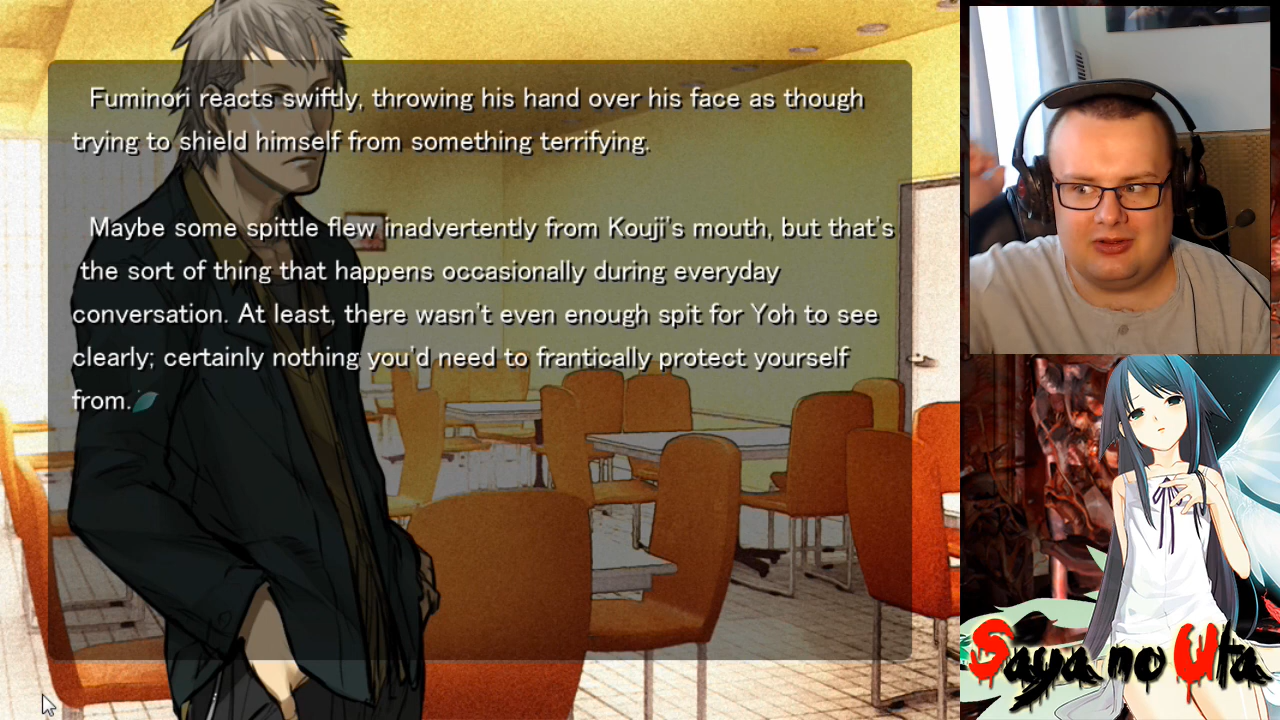 Fuminori reacts swiftly, throwing his hand over his face as though
trying to shield himself from something terrifying.
Maybe some spittle flew inadvertently from Kouji's mouth, but that's
the sort of thing that happens occasionally during everyday
conversation. At least, there wasn't even enough spit for Yoh to see
clearly; certainly nothing you'd need to frantically protect yourself
from.
Saya no Uta